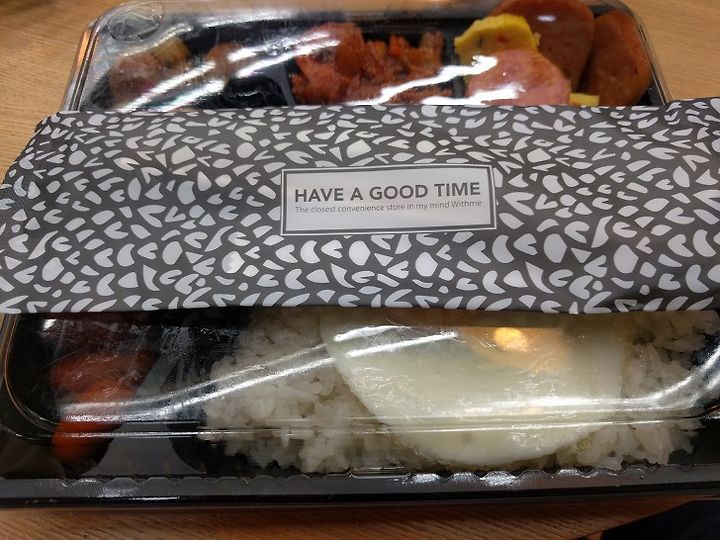 HAVE A GOOD TIME
The closest convenience store in my mind Withme